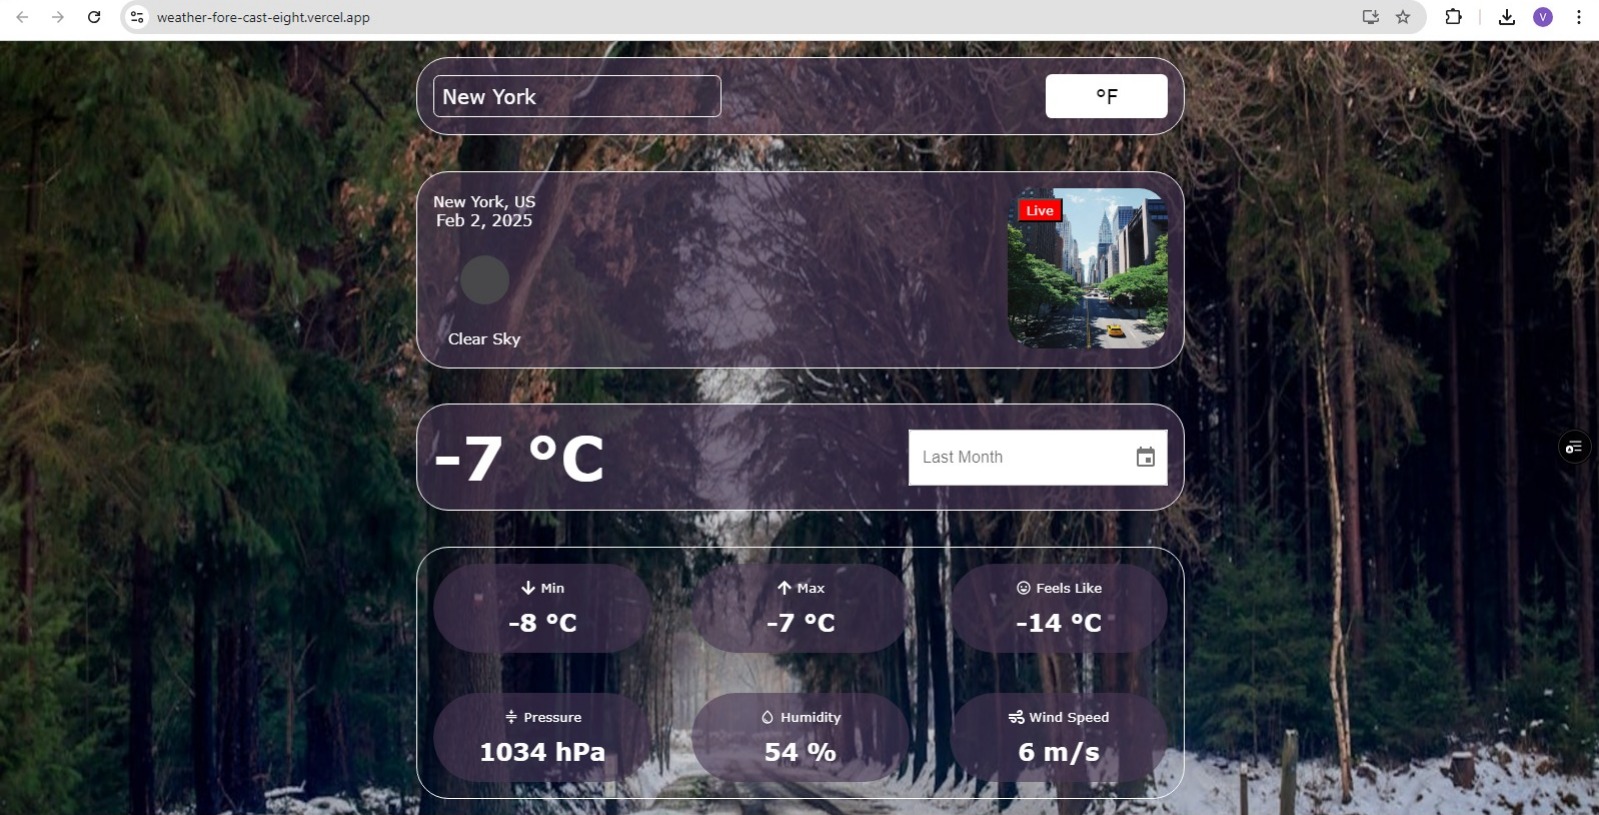 weather-fore-cast-eight.vercel.app
V
New York
°F
New York, US
Feb 2, 2025
Live
Clear Sky
-7 °C
Last Month
Min
Max
Feels Like
-8 °C
-7 °C
-14 °C
Pressure
Humidity
Wind Speed
1034 hPa
54 %
6 m/s